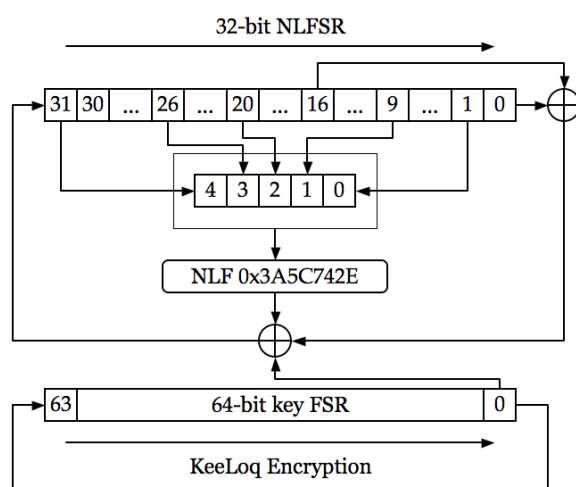 32-bit NLFSR
31 30 ... 26 ... 20 ... 16 ... 9 ... 1 0
4 3 2 1 0
NLF 0x3A5C742E
63 64-bit key FSR 0
KeeLoq Encryption